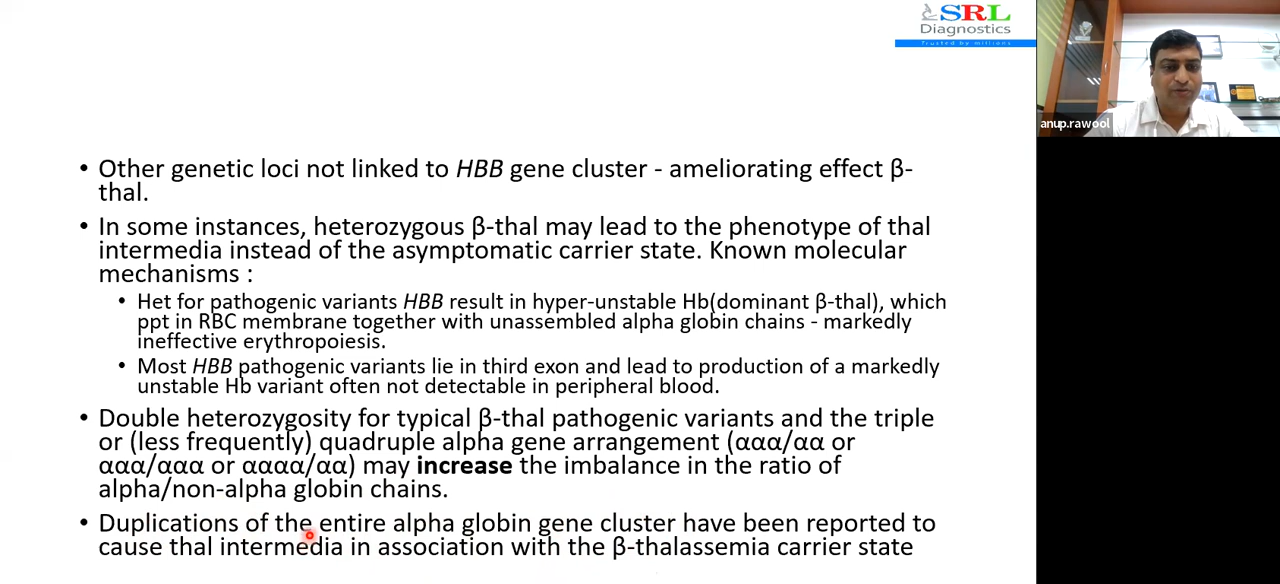 SRL
Diagnostics
Trusted by millions
anup.rawool
• Other genetic loci not linked to HBB gene cluster - ameliorating effect β-
thal.
• In some instances, heterozygous β-thal may lead to the phenotype of thal
intermedia instead of the asymptomatic carrier state. Known molecular
mechanisms :
• Het for pathogenic variants HBB result in hyper-unstable Hb(dominant β-thal), which
ppt in RBC membrane together with unassembled alpha globin chains - markedly
ineffective erythropoiesis.
• Most HBB pathogenic variants lie in third exon and lead to production of a markedly
unstable Hb variant often not detectable in peripheral blood.
• Double heterozygosity for typical β-thal pathogenic variants and the triple
or (less frequently) quadruple alpha gene arrangement (ααα/αα or
ααα/ααα or αααα/αα) may increase the imbalance in the ratio of
alpha/non-alpha globin chains.
• Duplications of the entire alpha globin gene cluster have been reported to
cause thal intermedia in association with the β-thalassemia carrier state